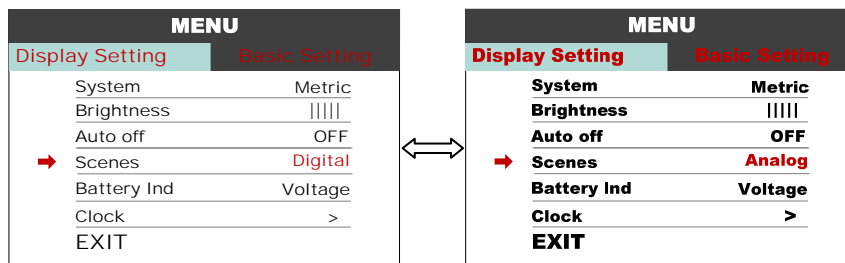 MENU
Display Setting Basic Setting
System Metric
Brightness |||||
Auto off OFF
Scenes Digital
Battery Ind Voltage
Clock >
EXIT
MENU
Display Setting Basic Setting
System Metric
Brightness |||||
Auto off OFF
Scenes Analog
Battery Ind Voltage
Clock >
EXIT